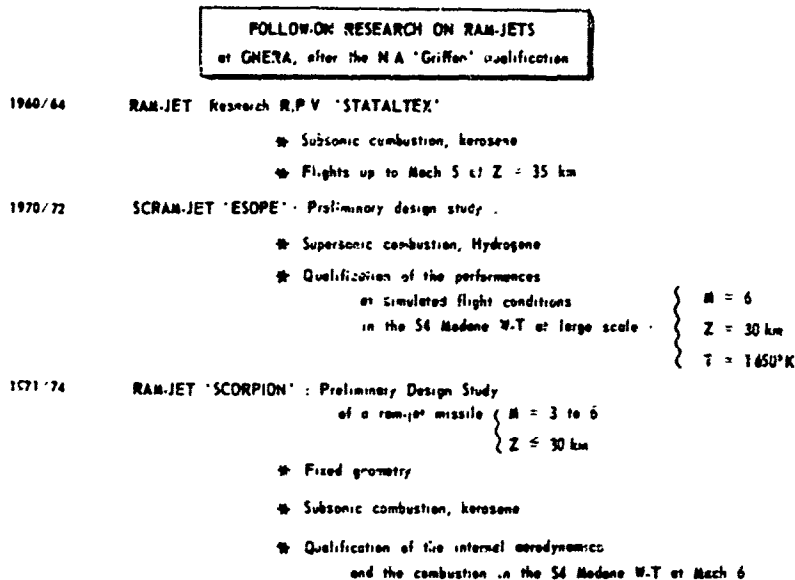 FOLLOW-ON RESEARCH ON RAM-JETS
at ONERA, after the N.A "Griffon" qualification
1960/64 RAM-JET Research R.P.V "STATALTEX"
* Subsonic combustion, kerosene
* Flights up to Mach 5 at Z = 35 km
1970/72 SCRAM-JET "ESOPE" : Preliminary design study .
* Supersonic combustion, Hydrogene
* Qualification of the performances
at simulated flight conditions
in the S4 Modane W-T at large scale :
M = 6
Z = 30 km
T = 1650°K
1971/74 RAM-JET "SCORPION" : Preliminary Design Study
of a ram-jet missile
M = 3 to 6
Z ≤ 30 km
* Fixed geometry
* Subsonic combustion, kerosene
* Qualification of the internal aerodynamics
and the combustion in the S4 Modane W-T at Mach 6